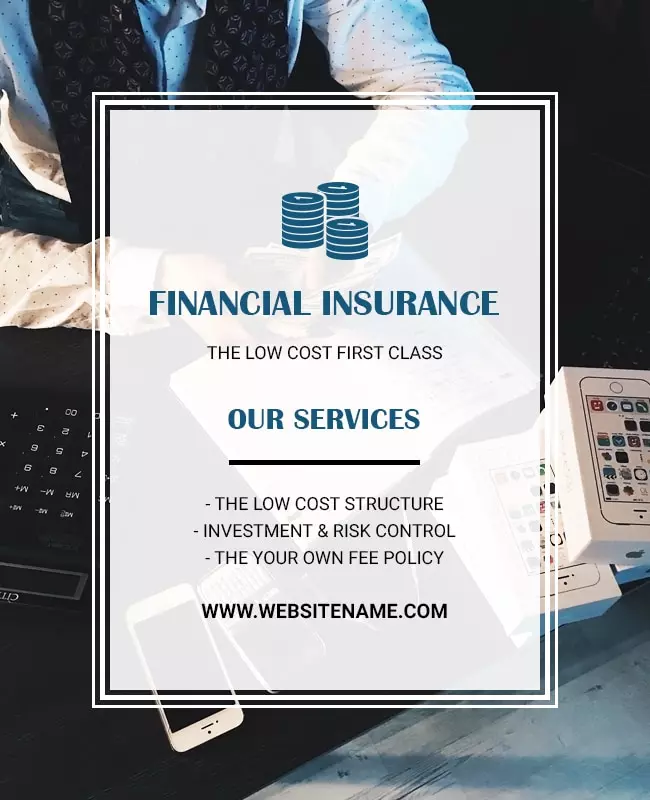 FINANCIAL INSURANCE
THE LOW COST FIRST CLASS
OUR SERVICES
- THE LOW COST STRUCTURE
- INVESTMENT & RISK CONTROL
- THE YOUR OWN FEE POLICY
WWW.WEBSITENAME.COM